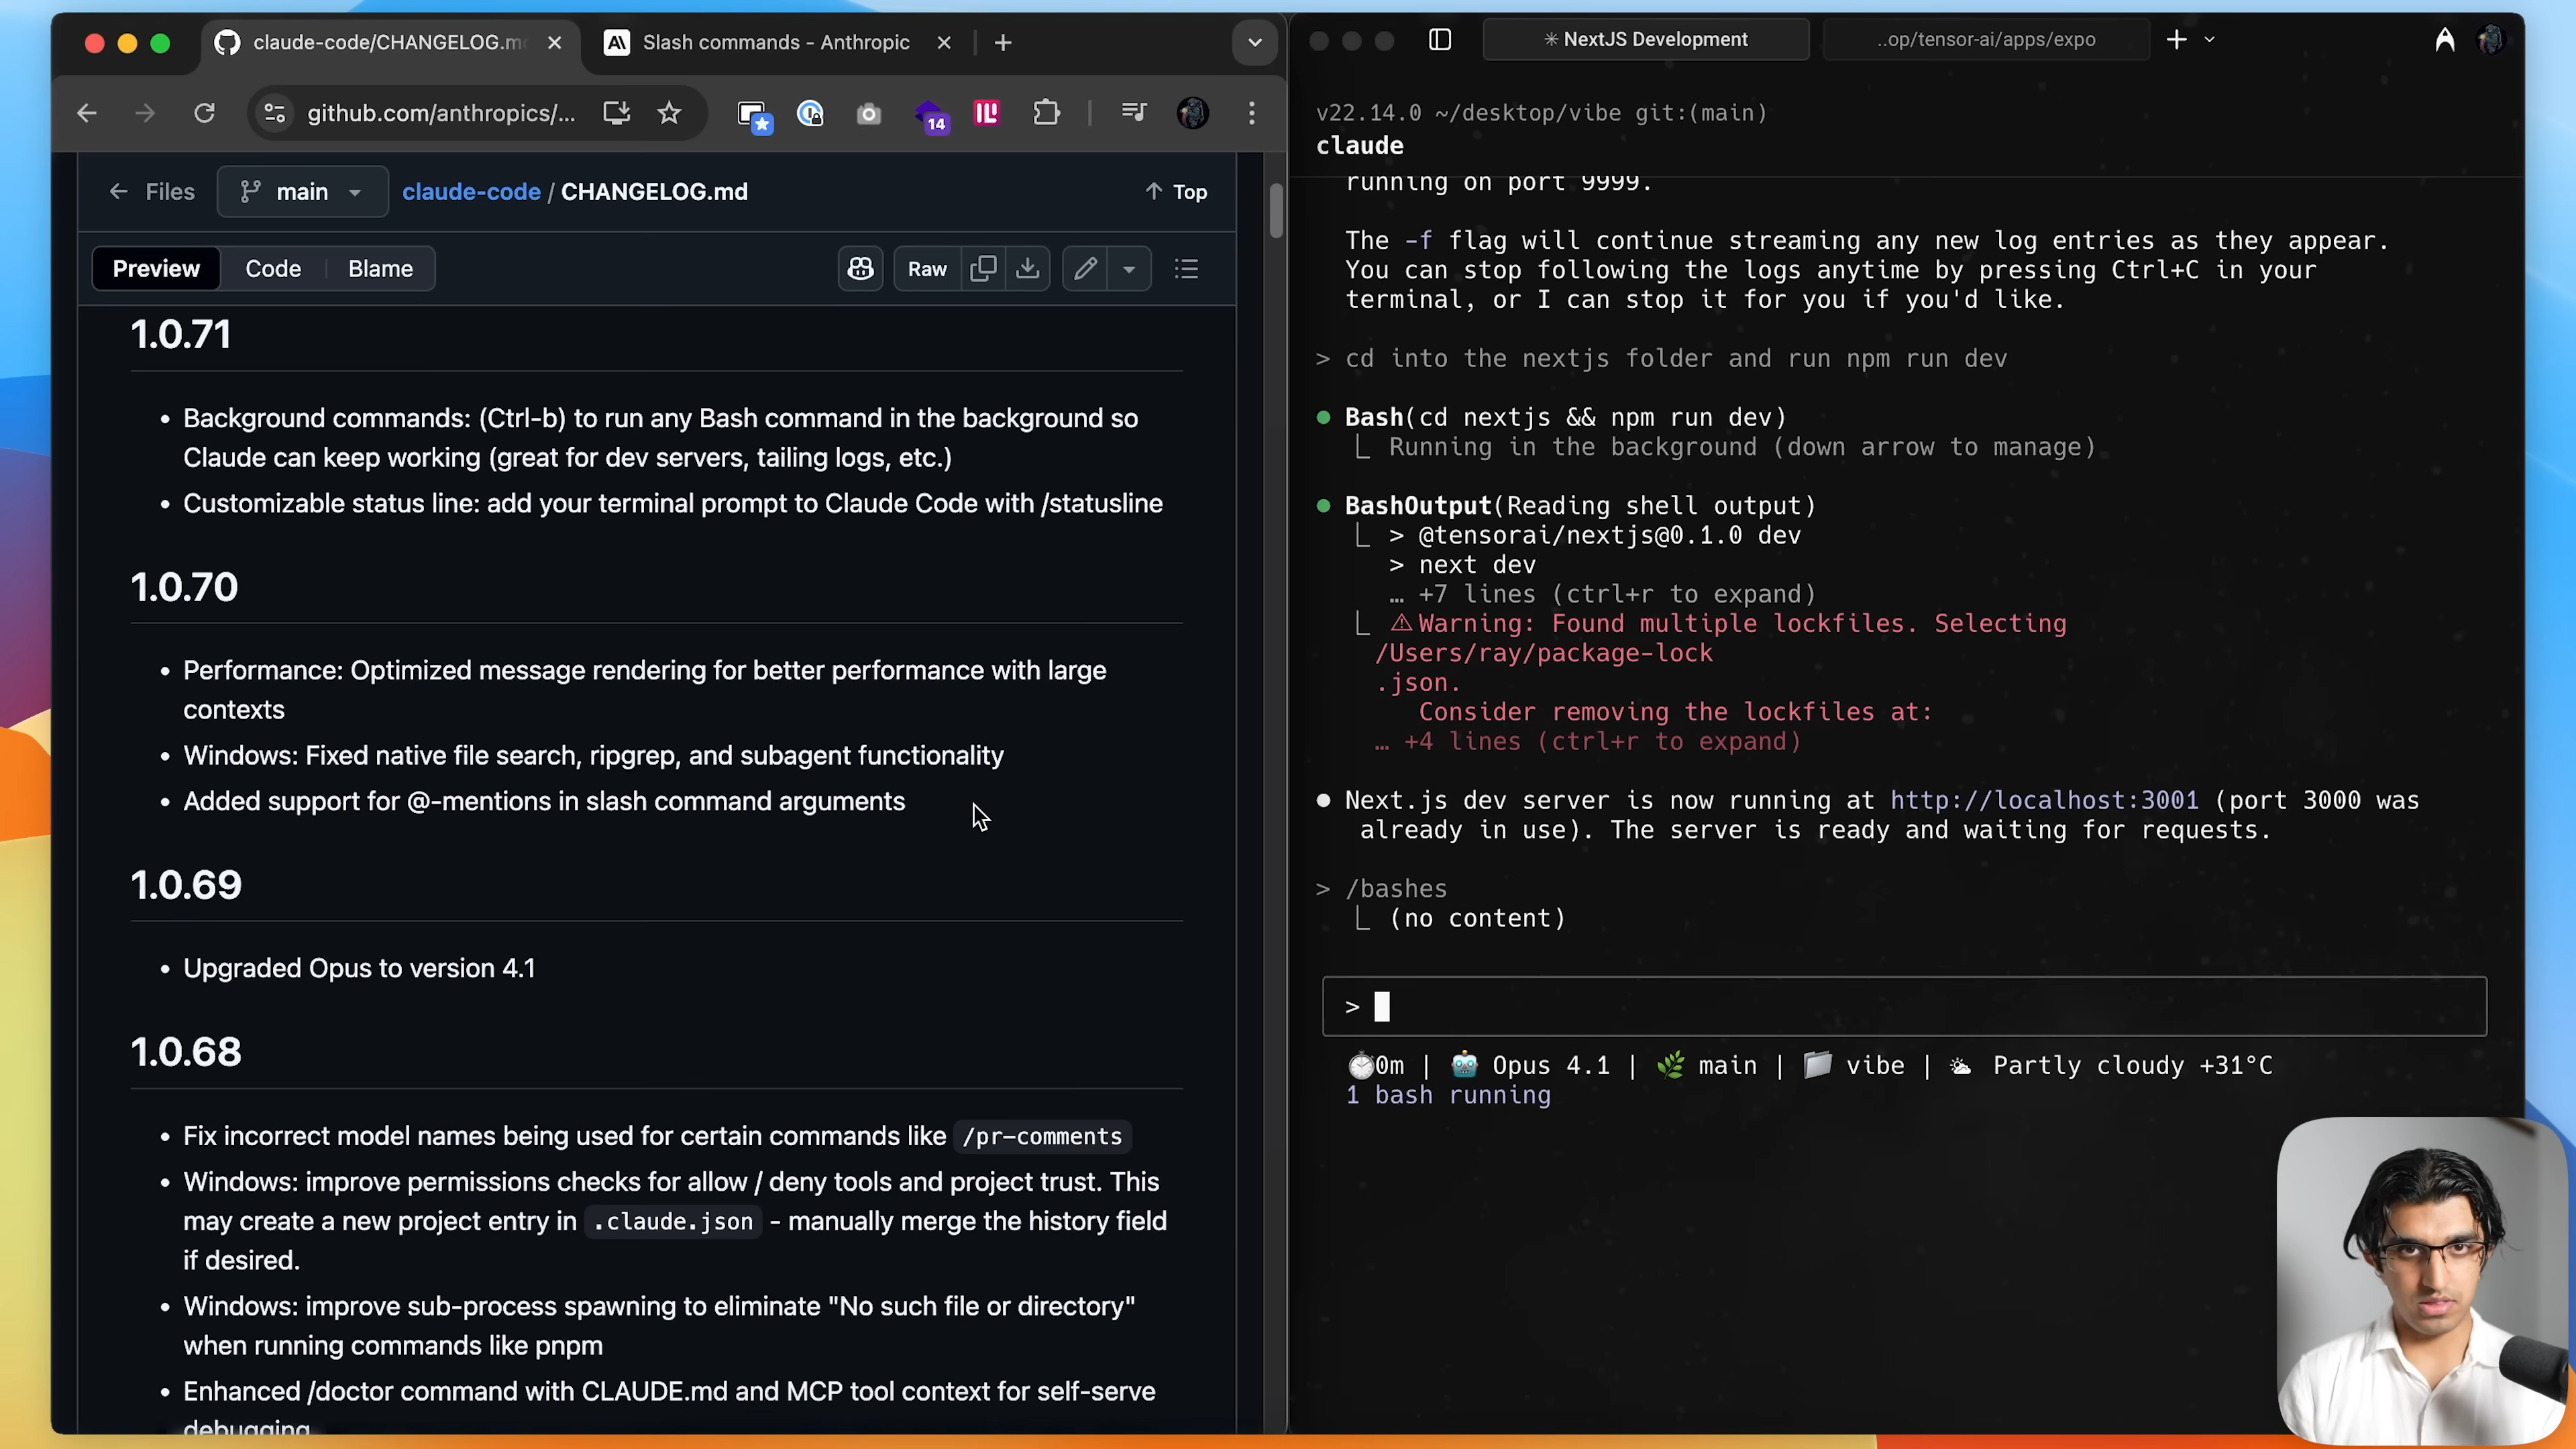 claude-code/CHANGELOG.m
Slash commands - Anthropic
github.com/anthropics/...
14
Files
main
claude-code / CHANGELOG.md
Top
Preview
Code
Blame
Raw
1.0.71
• Background commands: (Ctrl-b) to run any Bash command in the background so
Claude can keep working (great for dev servers, tailing logs, etc.)
• Customizable status line: add your terminal prompt to Claude Code with /statusline
1.0.70
• Performance: Optimized message rendering for better performance with large
contexts
• Windows: Fixed native file search, ripgrep, and subagent functionality
• Added support for @-mentions in slash command arguments
1.0.69
• Upgraded Opus to version 4.1
1.0.68
• Fix incorrect model names being used for certain commands like /pr-comments
• Windows: improve permissions checks for allow / deny tools and project trust. This
may create a new project entry in .claude.json - manually merge the history field
if desired.
• Windows: improve sub-process spawning to eliminate "No such file or directory"
when running commands like pnpm
• Enhanced /doctor command with CLAUDE.md and MCP tool context for self-serve
debugging
✳ NextJS Development
..op/tensor-ai/apps/expo
v22.14.0 ~/desktop/vibe git:(main)
claude
running on port 9999.
The -f flag will continue streaming any new log entries as they appear.
You can stop following the logs anytime by pressing Ctrl+C in your
terminal, or I can stop it for you if you'd like.
> cd into the nextjs folder and run npm run dev
● Bash(cd nextjs && npm run dev)
⎿ Running in the background (down arrow to manage)
● BashOutput(Reading shell output)
⎿ > @tensorai/nextjs@0.1.0 dev
> next dev
… +7 lines (ctrl+r to expand)
⎿ ⚠ Warning: Found multiple lockfiles. Selecting
/Users/ray/package-lock
.json.
Consider removing the lockfiles at:
… +4 lines (ctrl+r to expand)
● Next.js dev server is now running at http://localhost:3001 (port 3000 was
already in use). The server is ready and waiting for requests.
> /bashes
⎿ (no content)
>
⏱0m | 🤖 Opus 4.1 | 🌿 main | 📁 vibe | 🌥 Partly cloudy +31°C
1 bash running